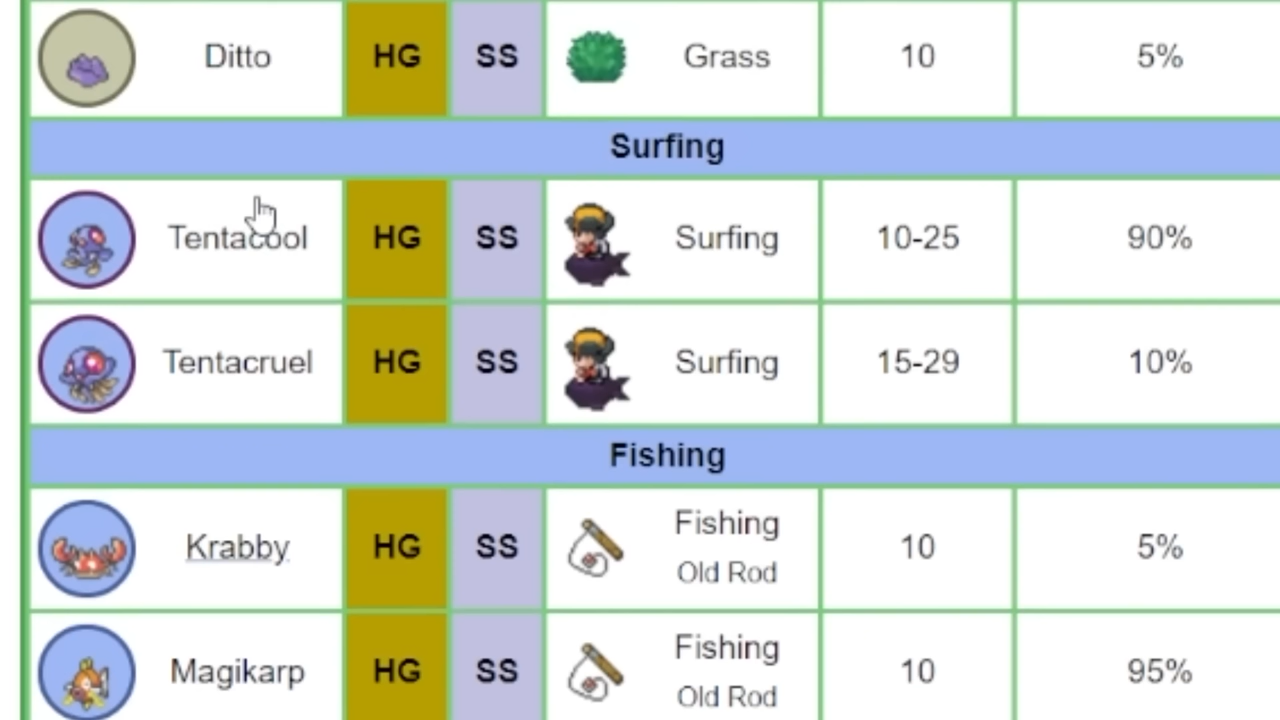 Ditto HG SS Grass 10 5%
Surfing
Tentacool HG SS Surfing 10-25 90%
Tentacruel HG SS Surfing 15-29 10%
Fishing
Krabby HG SS Fishing Old Rod 10 5%
Magikarp HG SS Fishing Old Rod 10 95%